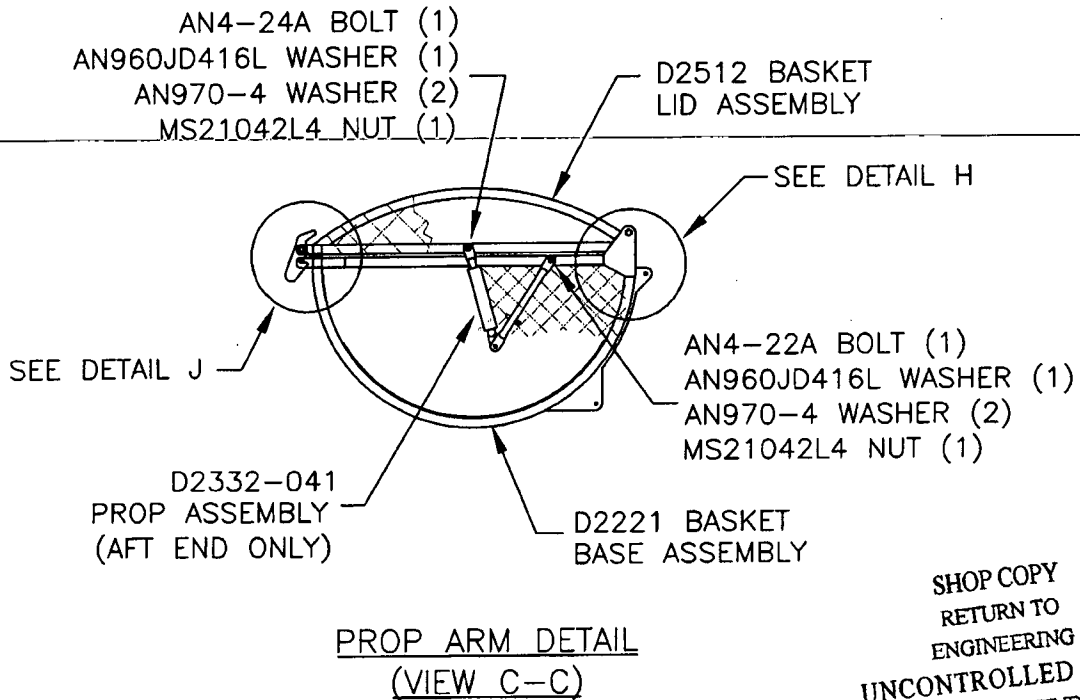 AN4-24A BOLT (1)
AN960JD416L WASHER (1)
AN970-4 WASHER (2)
MS21042L4 NUT (1)
D2512 BASKET
LID ASSEMBLY
SEE DETAIL H
SEE DETAIL J
AN4-22A BOLT (1)
AN960JD416L WASHER (1)
AN970-4 WASHER (2)
MS21042L4 NUT (1)
D2332-041
PROP ASSEMBLY
(AFT END ONLY)
D2221 BASKET
BASE ASSEMBLY
PROP ARM DETAIL
(VIEW C-C)
SHOP COPY
RETURN TO
ENGINEERING
UNCONTROLLED